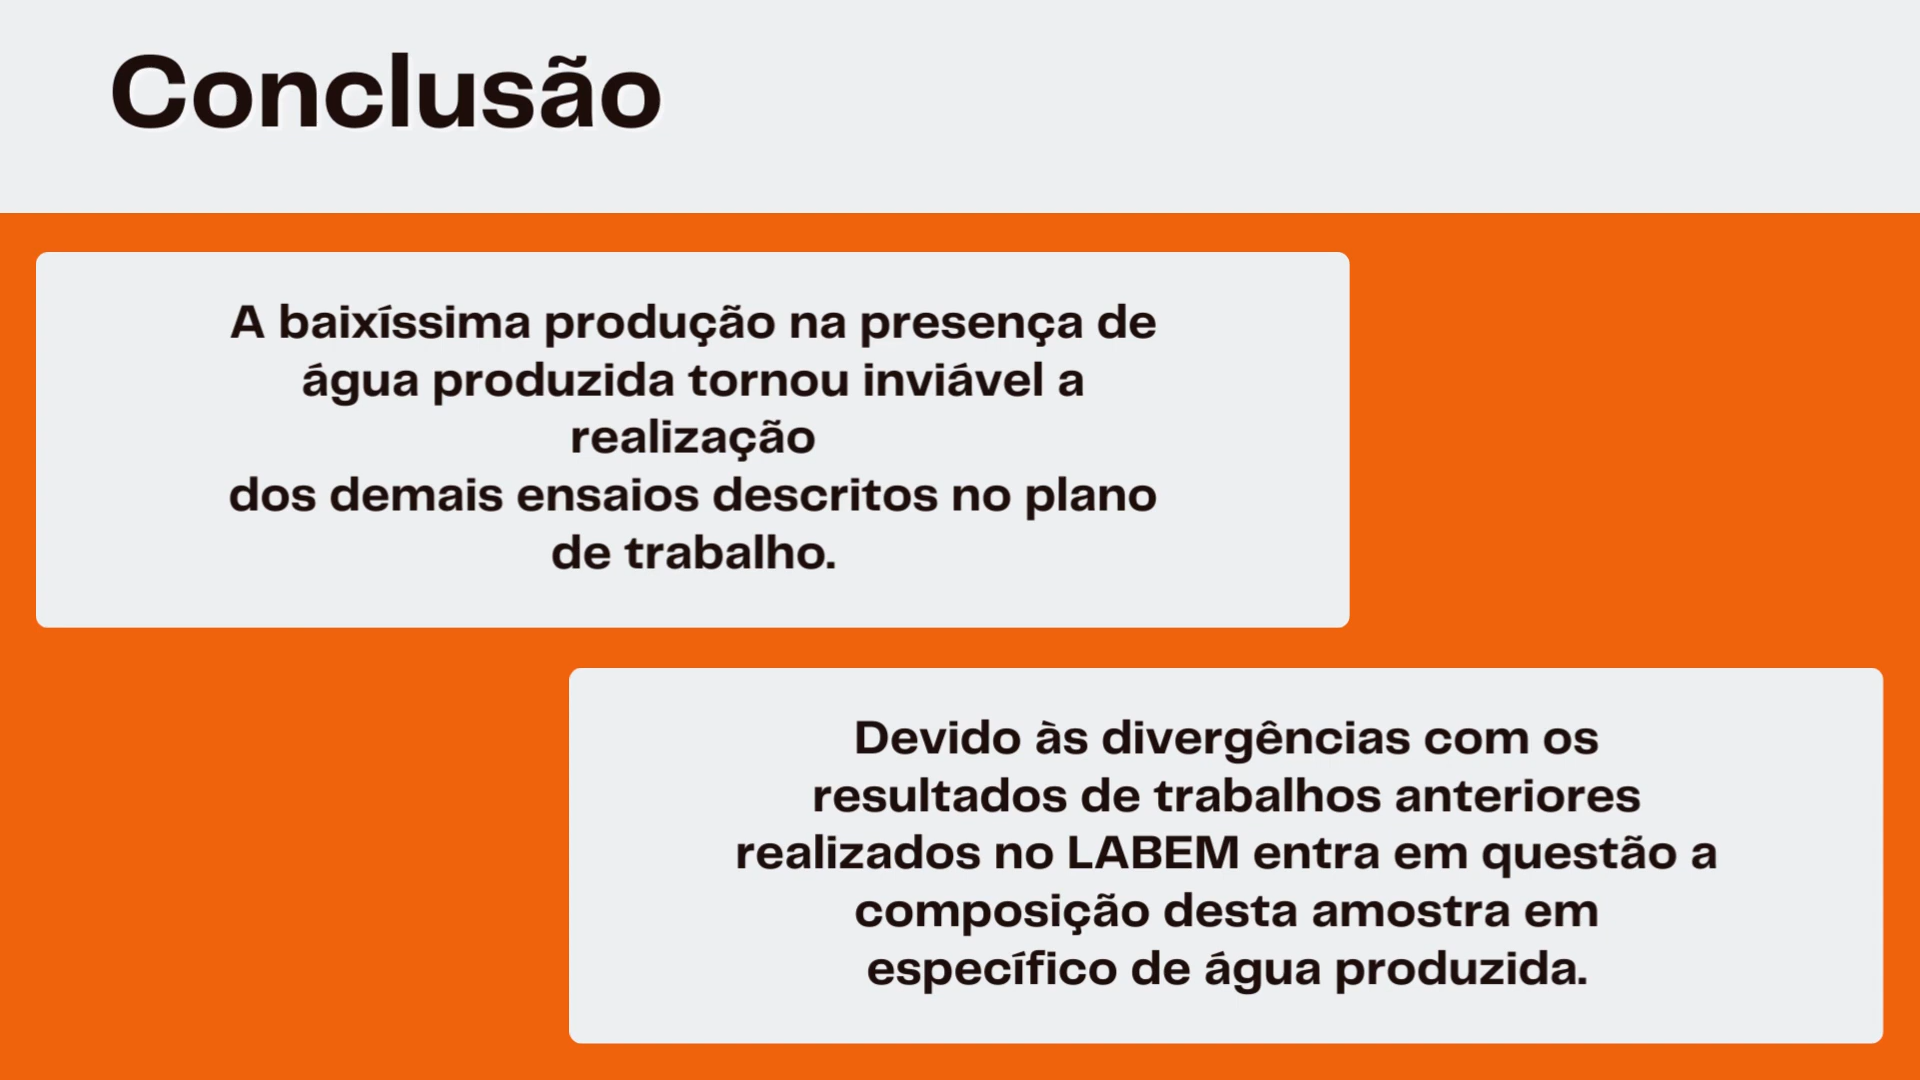 Conclusão
A baixíssima produção na presença de
água produzida tornou inviável a
realização
dos demais ensaios descritos no plano
de trabalho.
Devido às divergências com os
resultados de trabalhos anteriores
realizados no LABEM entra em questão a
composição desta amostra em
específico de água produzida.